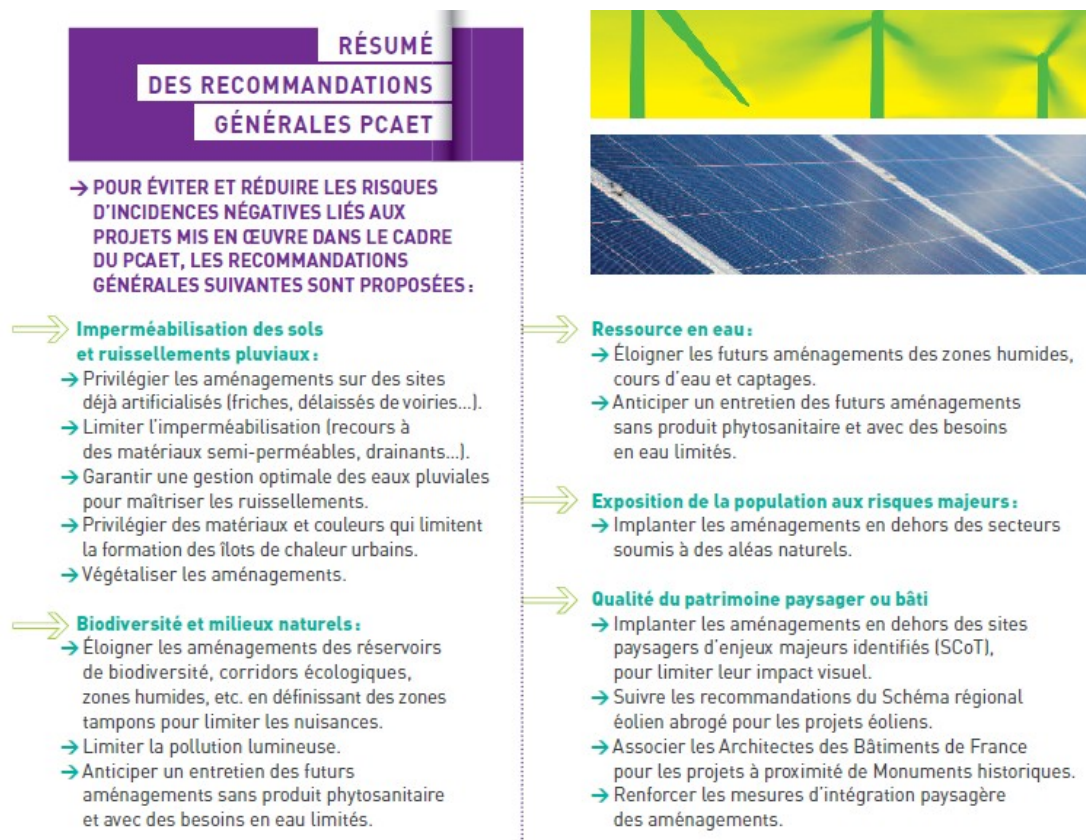 RÉSUMÉ
DES RECOMMANDATIONS
GÉNÉRALES PCAET
→ POUR ÉVITER ET RÉDUIRE LES RISQUES
D'INCIDENCES NÉGATIVES LIÉS AUX
PROJETS MIS EN ŒUVRE DANS LE CADRE
DU PCAET, LES RECOMMANDATIONS
GÉNÉRALES SUIVANTES SONT PROPOSÉES :
Imperméabilisation des sols
et ruissellements pluviaux :
→ Privilégier les aménagements sur des sites
déjà artificialisés (friches, délaissés de voiries...).
→ Limiter l'imperméabilisation (recours à
des matériaux semi-perméables, drainants...).
→ Garantir une gestion optimale des eaux pluviales
pour maîtriser les ruissellements.
→ Privilégier des matériaux et couleurs qui limitent
la formation des îlots de chaleur urbains.
→ Végétaliser les aménagements.
Biodiversité et milieux naturels :
→ Éloigner les aménagements des réservoirs
de biodiversité, corridors écologiques,
zones humides, etc. en définissant des zones
tampons pour limiter les nuisances.
→ Limiter la pollution lumineuse.
→ Anticiper un entretien des futurs
aménagements sans produit phytosanitaire
et avec des besoins en eau limités.
Ressource en eau :
→ Éloigner les futurs aménagements des zones humides,
cours d'eau et captages.
→ Anticiper un entretien des futurs aménagements
sans produit phytosanitaire et avec des besoins
en eau limités.
Exposition de la population aux risques majeurs :
→ Implanter les aménagements en dehors des secteurs
soumis à des aléas naturels.
Qualité du patrimoine paysager ou bâti
→ Implanter les aménagements en dehors des sites
paysagers d'enjeux majeurs identifiés (SCoT),
pour limiter leur impact visuel.
→ Suivre les recommandations du Schéma régional
éolien abrogé pour les projets éoliens.
→ Associer les Architectes des Bâtiments de France
pour les projets à proximité de Monuments historiques.
→ Renforcer les mesures d'intégration paysagère
des aménagements.